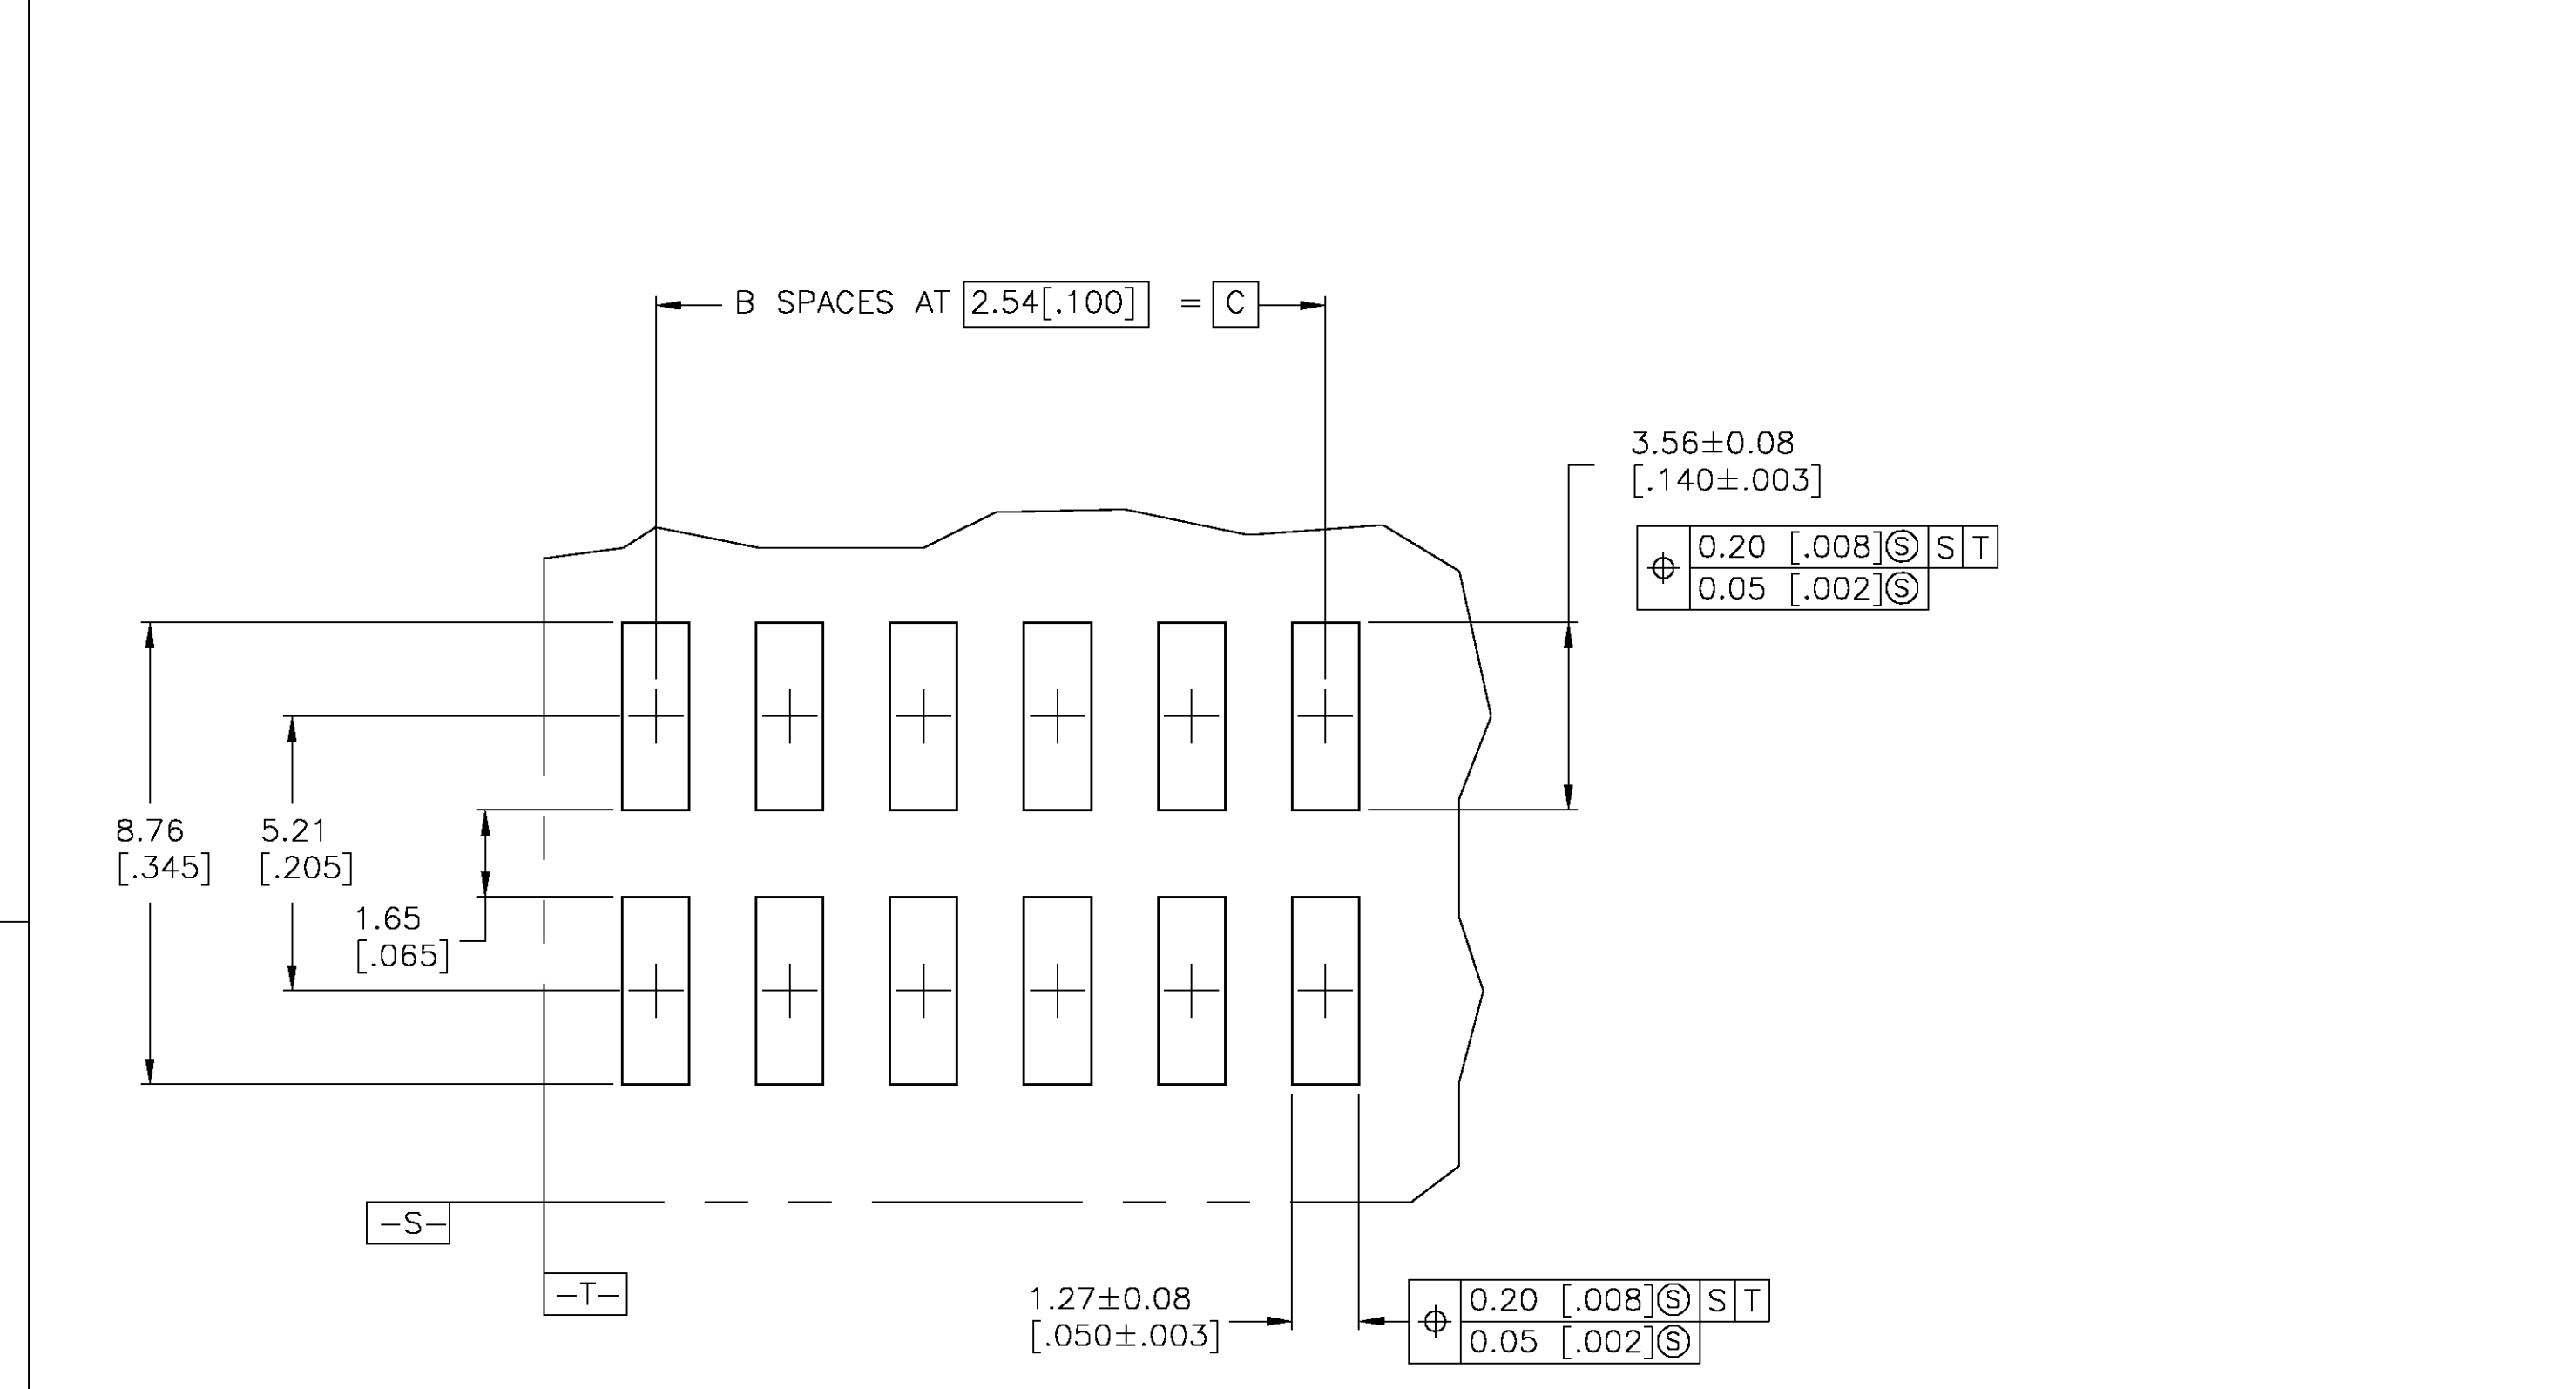 B SPACES AT 2.54[.100] = C
3.56±0.08
[.140±.003]
⌖ 0.20 [.008]Ⓢ S T
0.05 [.002]Ⓢ
8.76
[.345]
5.21
[.205]
1.65
[.065]
-S-
-T-
1.27±0.08
[.050±.003]
⌖ 0.20 [.008]Ⓢ S T
0.05 [.002]Ⓢ